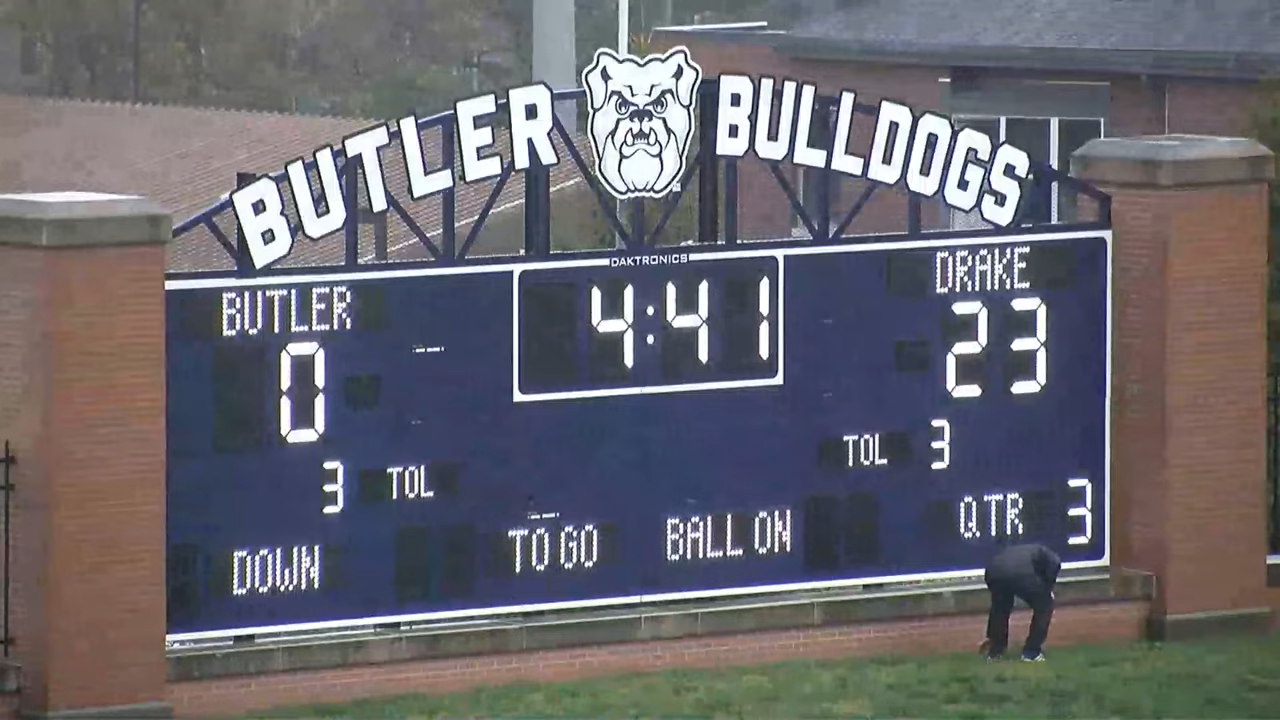 BUTLER BULLDOGS
DAKTRONICS
BUTLER 4:41 DRAKE
0 23
3 TOL TOL 3
DOWN TO GO BALL ON QTR 3